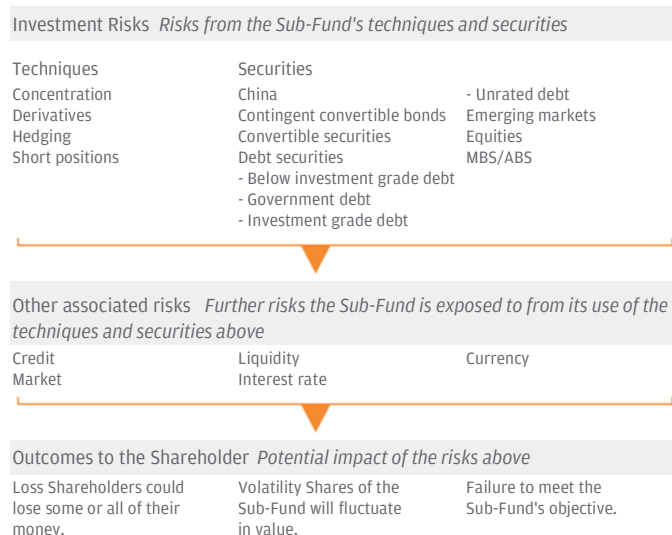 Investment Risks Risks from the Sub-Fund's techniques and securities
Techniques
Concentration
Derivatives
Hedging
Short positions
Securities
China
Contingent convertible bonds
Convertible securities
Debt securities
- Below investment grade debt
- Government debt
- Investment grade debt
- Unrated debt
Emerging markets
Equities
MBS/ABS
Other associated risks Further risks the Sub-Fund is exposed to from its use of the
techniques and securities above
Credit
Market
Liquidity
Interest rate
Currency
Outcomes to the Shareholder Potential impact of the risks above
Loss Shareholders could
lose some or all of their
money.
Volatility Shares of the
Sub-Fund will fluctuate
in value.
Failure to meet the
Sub-Fund's objective.